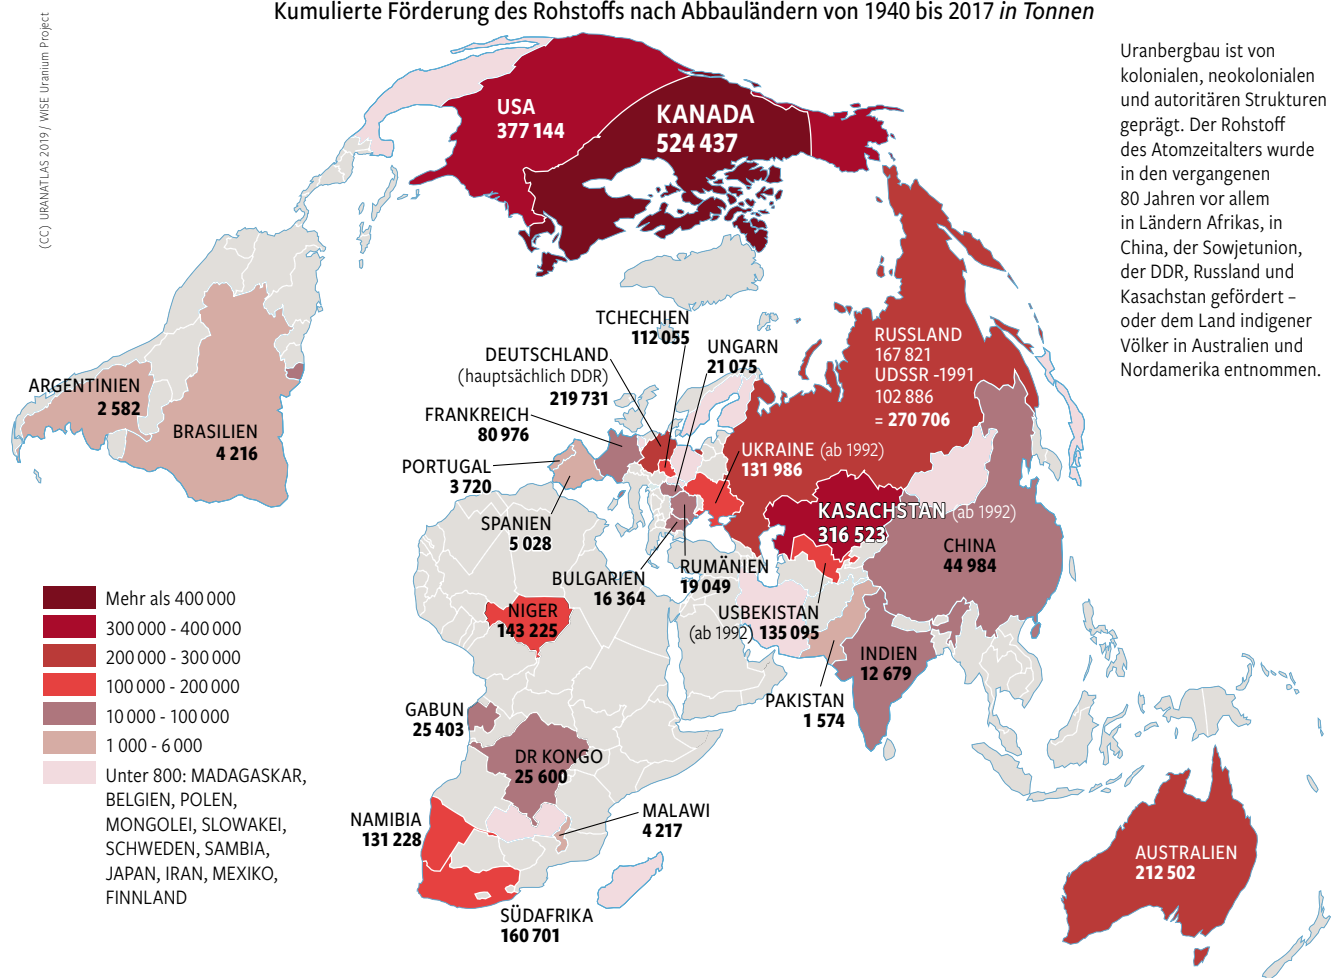 Kumulierte Förderung des Rohstoffs nach Abbauländern von 1940 bis 2017 in Tonnen
(CC) URANATLAS 2019 / WISE Uranium Project
Uranbergbau ist von
kolonialen, neokolonialen
und autoritären Strukturen
geprägt. Der Rohstoff
des Atomzeitalters wurde
in den vergangenen
80 Jahren vor allem
in Ländern Afrikas, in
China, der Sowjetunion,
der DDR, Russland und
Kasachstan gefördert –
oder dem Land indigener
Völker in Australien und
Nordamerika entnommen.
USA
377 144
KANADA
524 437
RUSSLAND
167 821
UDSSR -1991
102 886
= 270 706
TCHECHIEN
112 055
UNGARN
21 075
DEUTSCHLAND
(hauptsächlich DDR)
219 731
FRANKREICH
80 976
PORTUGAL
3 720
SPANIEN
5 028
BULGARIEN
16 364
RUMÄNIEN
19 049
UKRAINE (ab 1992)
131 986
KASACHSTAN (ab 1992)
316 523
CHINA
44 984
USBEKISTAN
(ab 1992) 135 095
INDIEN
12 679
PAKISTAN
1 574
ARGENTINIEN
2 582
BRASILIEN
4 216
NIGER
143 225
GABUN
25 403
DR KONGO
25 600
MALAWI
4 217
NAMIBIA
131 228
SÜDAFRIKA
160 701
AUSTRALIEN
212 502
Mehr als 400 000
300 000 - 400 000
200 000 - 300 000
100 000 - 200 000
10 000 - 100 000
1 000 - 6 000
Unter 800: MADAGASKAR,
BELGIEN, POLEN,
MONGOLEI, SLOWAKEI,
SCHWEDEN, SAMBIA,
JAPAN, IRAN, MEXIKO,
FINNLAND